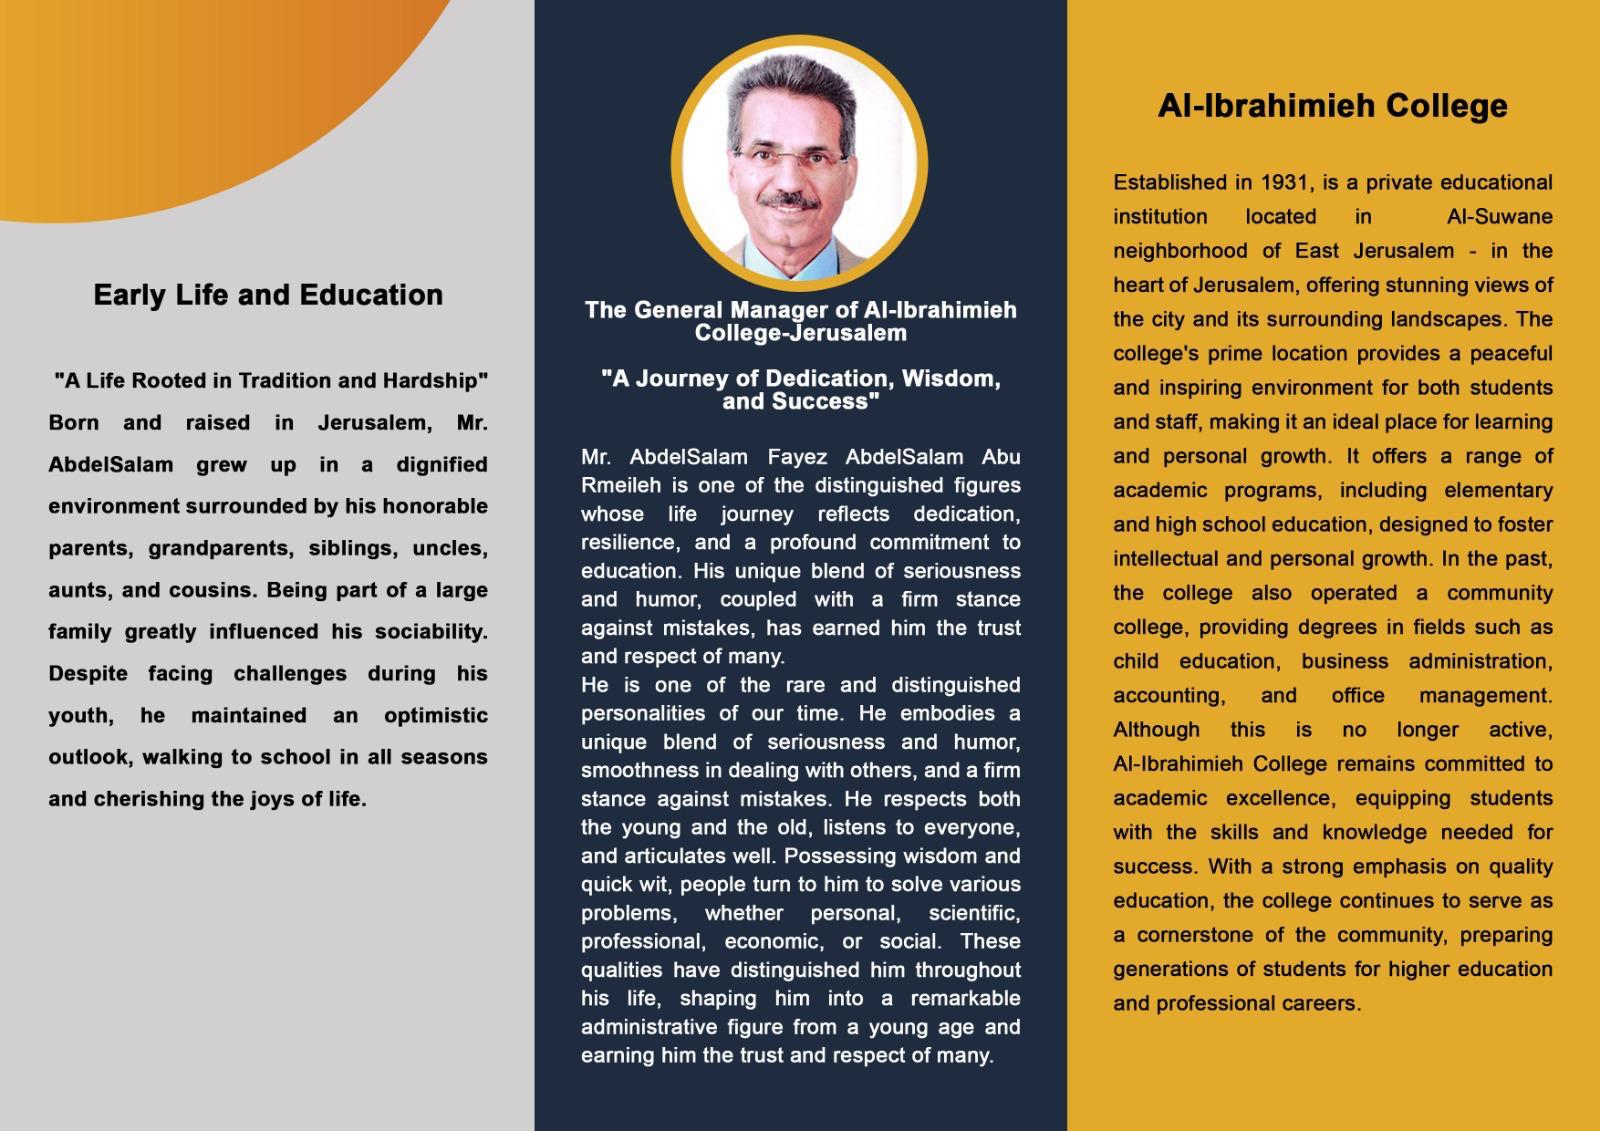 Early Life and Education
"A Life Rooted in Tradition and Hardship"
Born and raised in Jerusalem, Mr.
AbdelSalam grew up in a dignified
environment surrounded by his honorable
parents, grandparents, siblings, uncles,
aunts, and cousins. Being part of a large
family greatly influenced his sociability.
Despite facing challenges during his
youth, he maintained an optimistic
outlook, walking to school in all seasons
and cherishing the joys of life.
The General Manager of Al-Ibrahimieh
College-Jerusalem
"A Journey of Dedication, Wisdom,
and Success"
Mr. AbdelSalam Fayez AbdelSalam Abu
Rmeileh is one of the distinguished figures
whose life journey reflects dedication,
resilience, and a profound commitment to
education. His unique blend of seriousness
and humor, coupled with a firm stance
against mistakes, has earned him the trust
and respect of many.
He is one of the rare and distinguished
personalities of our time. He embodies a
unique blend of seriousness and humor,
smoothness in dealing with others, and a firm
stance against mistakes. He respects both
the young and the old, listens to everyone,
and articulates well. Possessing wisdom and
quick wit, people turn to him to solve various
problems, whether personal, scientific,
professional, economic, or social. These
qualities have distinguished him throughout
his life, shaping him into a remarkable
administrative figure from a young age and
earning him the trust and respect of many.
Al-Ibrahimieh College
Established in 1931, is a private educational
institution located in Al-Suwane
neighborhood of East Jerusalem - in the
heart of Jerusalem, offering stunning views of
the city and its surrounding landscapes. The
college's prime location provides a peaceful
and inspiring environment for both students
and staff, making it an ideal place for learning
and personal growth. It offers a range of
academic programs, including elementary
and high school education, designed to foster
intellectual and personal growth. In the past,
the college also operated a community
college, providing degrees in fields such as
child education, business administration,
accounting, and office management.
Although this is no longer active,
Al-Ibrahimieh College remains committed to
academic excellence, equipping students
with the skills and knowledge needed for
success. With a strong emphasis on quality
education, the college continues to serve as
a cornerstone of the community, preparing
generations of students for higher education
and professional careers.